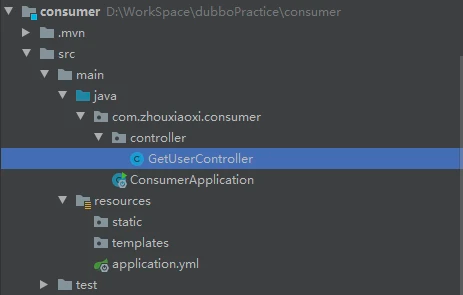 consumer D:\WorkSpace\dubboPractice\consumer
.mvn
src
main
java
com.zhouxiaoxi.consumer
controller
GetUserController
ConsumerApplication
resources
static
templates
application.yml
test